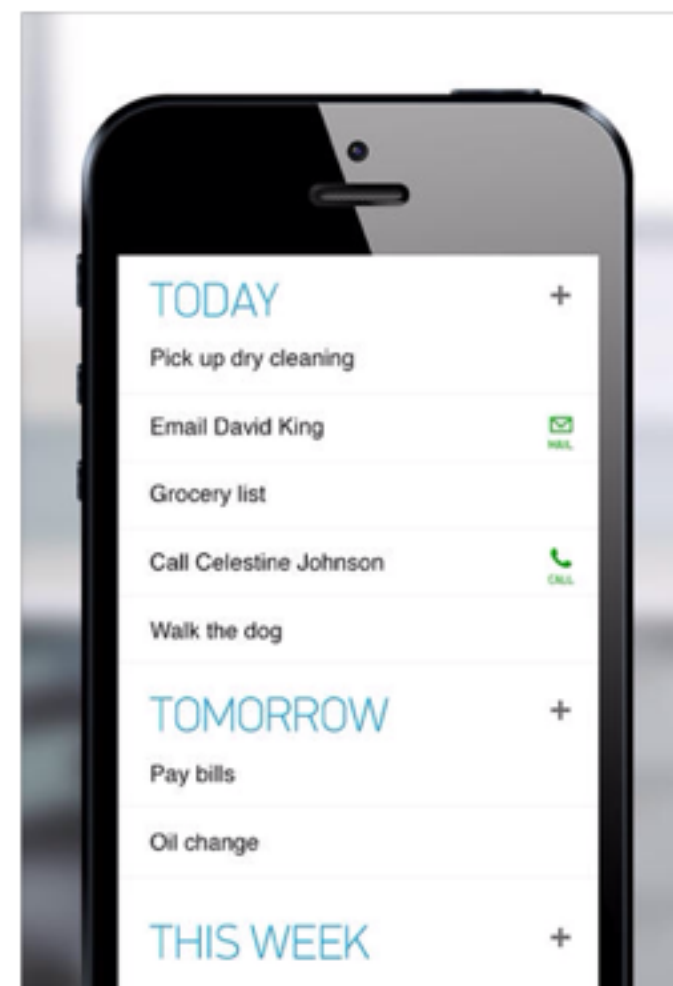 TODAY +
Pick up dry cleaning
Email David King
MAIL
Grocery list
Call Celestine Johnson
CALL
Walk the dog
TOMORROW +
Pay bills
Oil change
THIS WEEK +